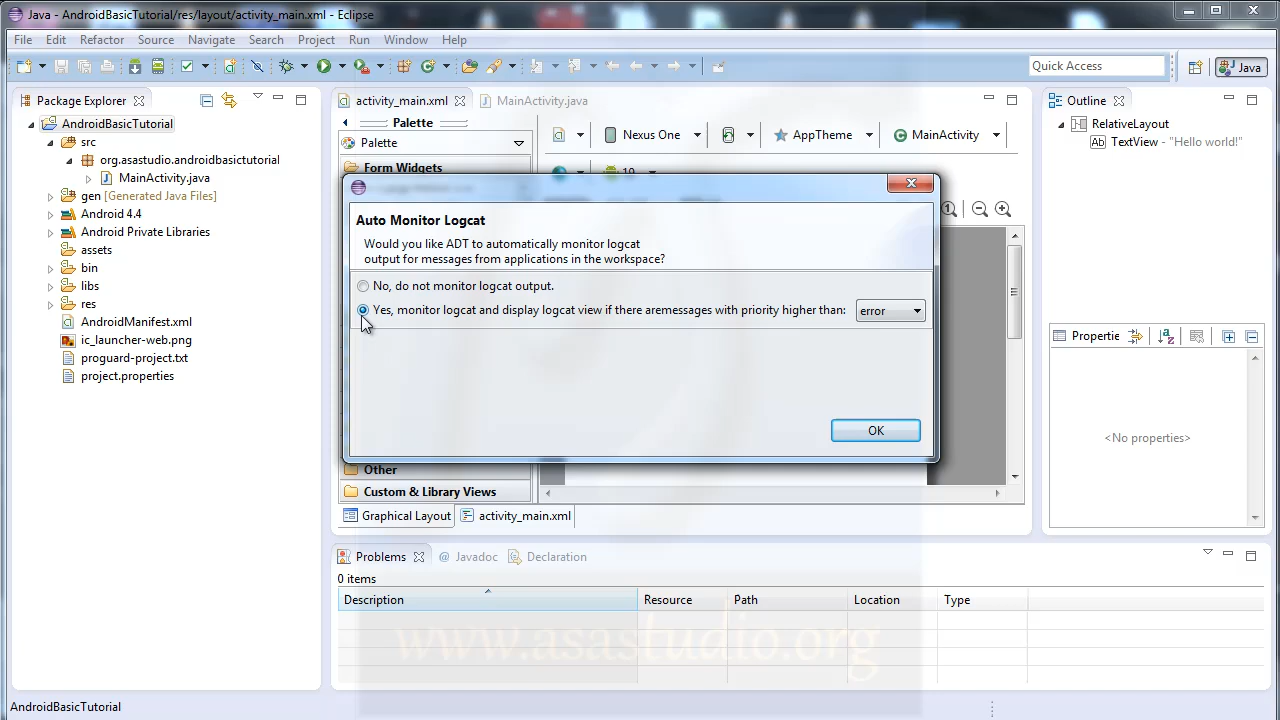 Java - AndroidBasicTutorial/res/layout/activity_main.xml - Eclipse
File Edit Refactor Source Navigate Search Project Run Window Help
Quick Access
Java
Package Explorer
AndroidBasicTutorial
src
org.asastudio.androidbasictutorial
MainActivity.java
gen [Generated Java Files]
Android 4.4
Android Private Libraries
assets
bin
libs
res
AndroidManifest.xml
ic_launcher-web.png
proguard-project.txt
project.properties
activity_main.xml MainActivity.java
Palette
Palette
Form Widgets
Nexus One AppTheme MainActivity
10
Auto Monitor Logcat
Would you like ADT to automatically monitor logcat
output for messages from applications in the workspace?
No, do not monitor logcat output.
Yes, monitor logcat and display logcat view if there aremessages with priority higher than: error
OK
Other
Custom & Library Views
Graphical Layout activity_main.xml
Outline
RelativeLayout
Ab TextView - "Hello world!"
Propertie
<No properties>
Problems @ Javadoc Declaration
0 items
Description Resource Path Location Type
www.asastudio.org
AndroidBasicTutorial